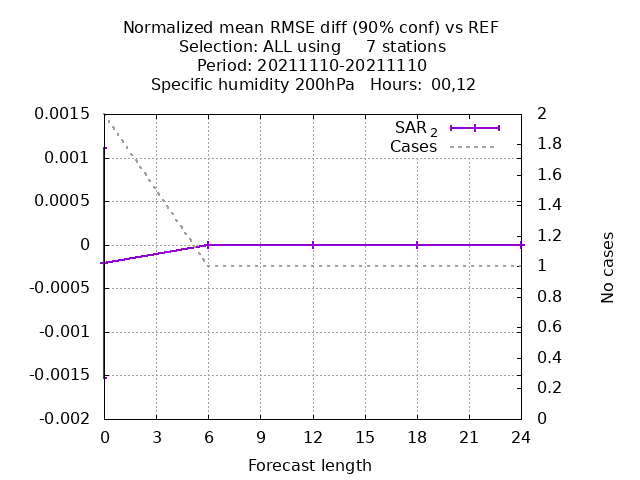 Normalized mean RMSE diff (90% conf) vs REF
Selection: ALL using     7 stations
Period: 20211110-20211110
Specific humidity 200hPa   Hours:  00,12
SAR 2
Cases
0.0015
0.001
0.0005
0
-0.0005
-0.001
-0.0015
-0.002
2
1.8
1.6
1.4
1.2
1
0.8
0.6
0.4
0.2
0
No cases
0 3 6 9 12 15 18 21 24
Forecast length